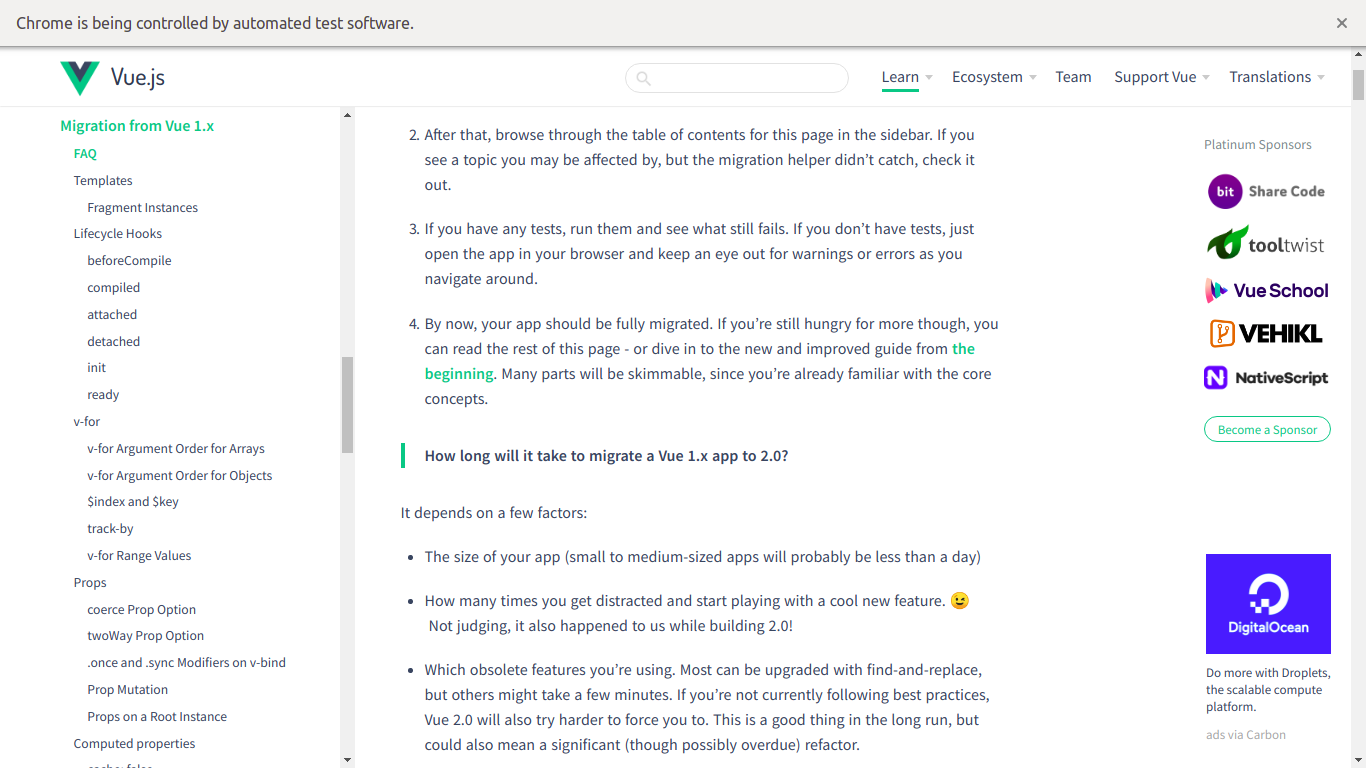 Chrome is being controlled by automated test software.
Vue.js
Learn
Ecosystem
Team
Support Vue
Translations
Migration from Vue 1.x
FAQ
Templates
Fragment Instances
Lifecycle Hooks
beforeCompile
compiled
attached
detached
init
ready
v-for
v-for Argument Order for Arrays
v-for Argument Order for Objects
$index and $key
track-by
v-for Range Values
Props
coerce Prop Option
twoWay Prop Option
.once and .sync Modifiers on v-bind
Prop Mutation
Props on a Root Instance
Computed properties
cache: false
2. After that, browse through the table of contents for this page in the sidebar. If you
see a topic you may be affected by, but the migration helper didn’t catch, check it
out.
3. If you have any tests, run them and see what still fails. If you don’t have tests, just
open the app in your browser and keep an eye out for warnings or errors as you
navigate around.
4. By now, your app should be fully migrated. If you’re still hungry for more though, you
can read the rest of this page - or dive in to the new and improved guide from the
beginning. Many parts will be skimmable, since you’re already familiar with the core
concepts.
How long will it take to migrate a Vue 1.x app to 2.0?
It depends on a few factors:
• The size of your app (small to medium-sized apps will probably be less than a day)
• How many times you get distracted and start playing with a cool new feature. 😉
Not judging, it also happened to us while building 2.0!
• Which obsolete features you’re using. Most can be upgraded with find-and-replace,
but others might take a few minutes. If you’re not currently following best practices,
Vue 2.0 will also try harder to force you to. This is a good thing in the long run, but
could also mean a significant (though possibly overdue) refactor.
Platinum Sponsors
bit Share Code
tooltwist
Vue School
VEHIKL
NativeScript
Become a Sponsor
DigitalOcean
Do more with Droplets,
the scalable compute
platform.
ads via Carbon